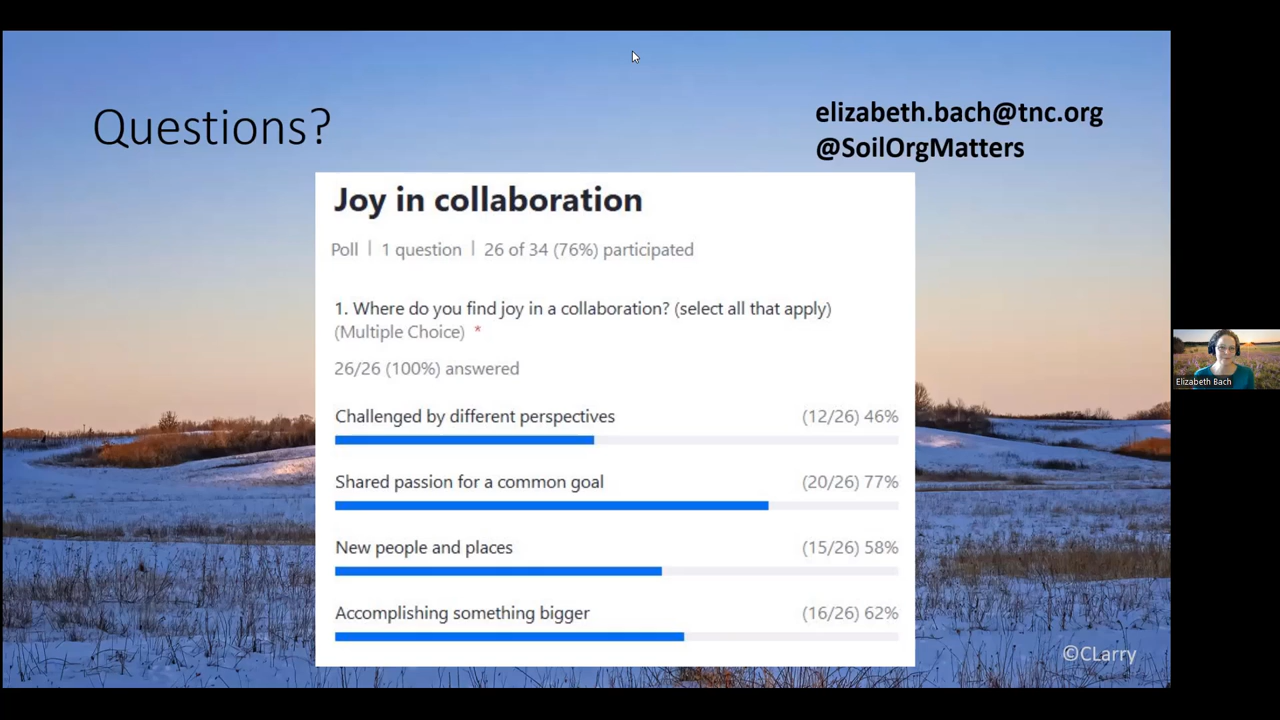 Questions?
elizabeth.bach@tnc.org
@SoilOrgMatters
Joy in collaboration
Poll | 1 question | 26 of 34 (76%) participated
1. Where do you find joy in a collaboration? (select all that apply)
(Multiple Choice) *
26/26 (100%) answered
Challenged by different perspectives (12/26) 46%
Shared passion for a common goal (20/26) 77%
New people and places (15/26) 58%
Accomplishing something bigger (16/26) 62%
©CLarry
Elizabeth Bach